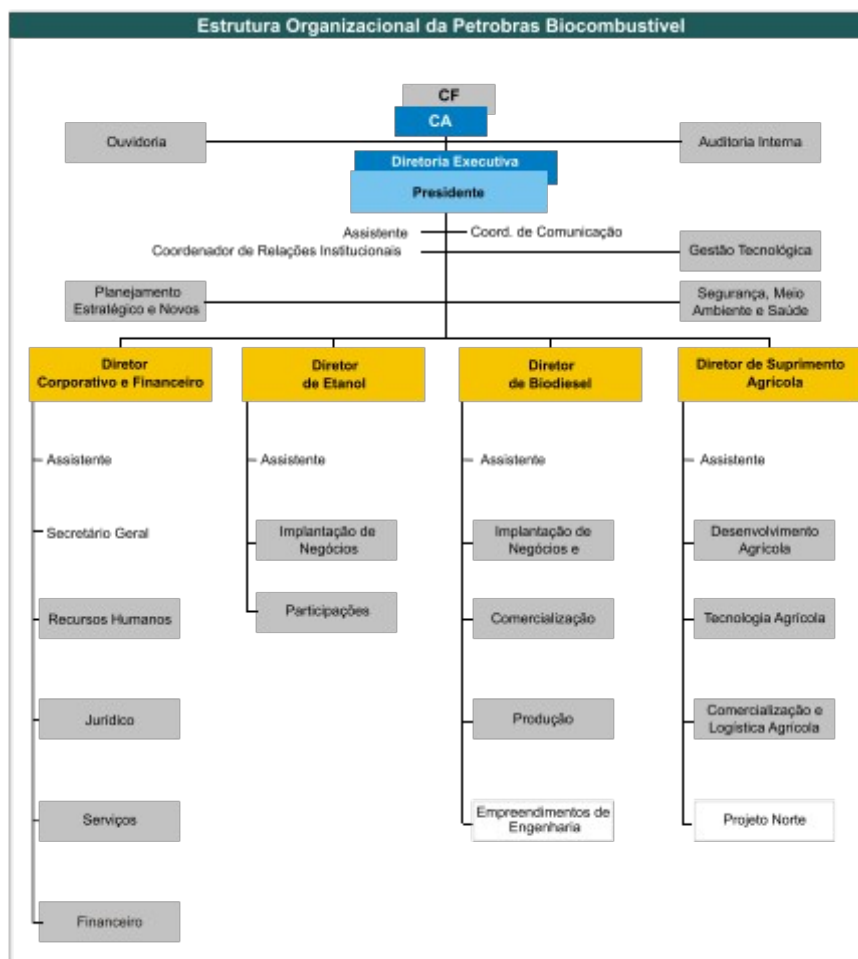 Estrutura Organizacional da Petrobras Biocombustível
CF
CA
Ouvidoria
Auditoria Interna
Diretoria Executiva
Presidente
Assistente
Coord. de Comunicação
Coordenador de Relações Institucionais
Gestão Tecnológica
Planejamento
Estratégico e Novos
Segurança, Meio
Ambiente e Saúde
Diretor
Corporativo e Financeiro
Diretor
de Etanol
Diretor
de Biodiesel
Diretor de Suprimento
Agrícola
Assistente
Assistente
Assistente
Assistente
Secretário Geral
Implantação de
Negócios
Implantação de
Negócios e
Desenvolvimento
Agrícola
Recursos Humanos
Participações
Comercialização
Tecnologia Agrícola
Jurídico
Produção
Comercialização e
Logística Agrícola
Serviços
Empreendimentos de
Engenharia
Projeto Norte
Financeiro